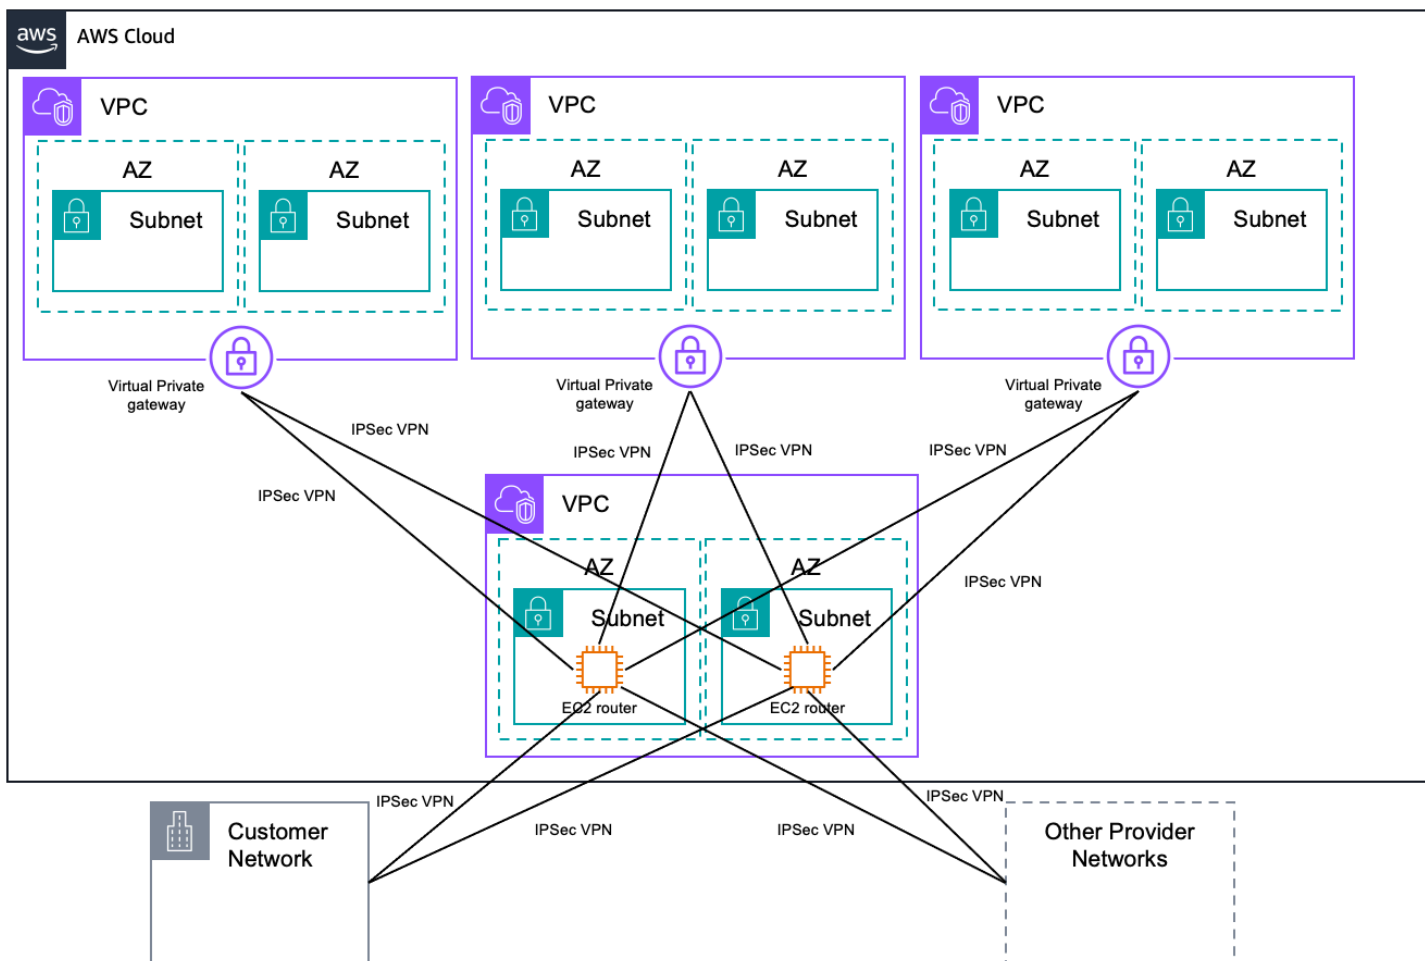 aws
AWS Cloud
VPC
VPC
VPC
AZ
AZ
AZ
AZ
AZ
AZ
Subnet
Subnet
Subnet
Subnet
Subnet
Subnet
Virtual Private
gateway
Virtual Private
gateway
Virtual Private
gateway
IPSec VPN
IPSec VPN
IPSec VPN
IPSec VPN
IPSec VPN
IPSec VPN
VPC
AZ
AZ
Subnet
Subnet
EC2 router
EC2 router
IPSec VPN
IPSec VPN
IPSec VPN
IPSec VPN
Customer
Network
Other Provider
Networks